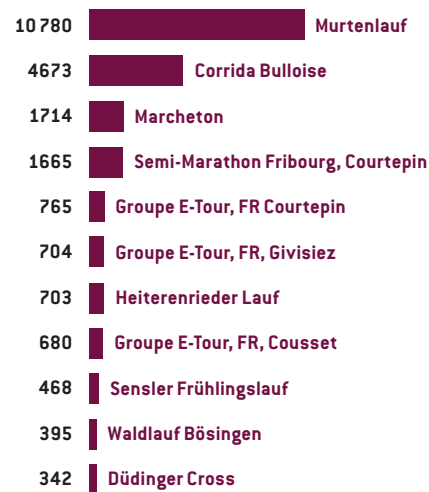 10 780 Murtenlauf
4673 Corrida Bulloise
1714 Marcheton
1665 Semi-Marathon Fribourg, Courtepin
765 Groupe E-Tour, FR Courtepin
704 Groupe E-Tour, FR, Givisiez
703 Heiterenrieder Lauf
680 Groupe E-Tour, FR, Cousset
468 Sensler Frühlingslauf
395 Waldlauf Bösingen
342 Düdinger Cross